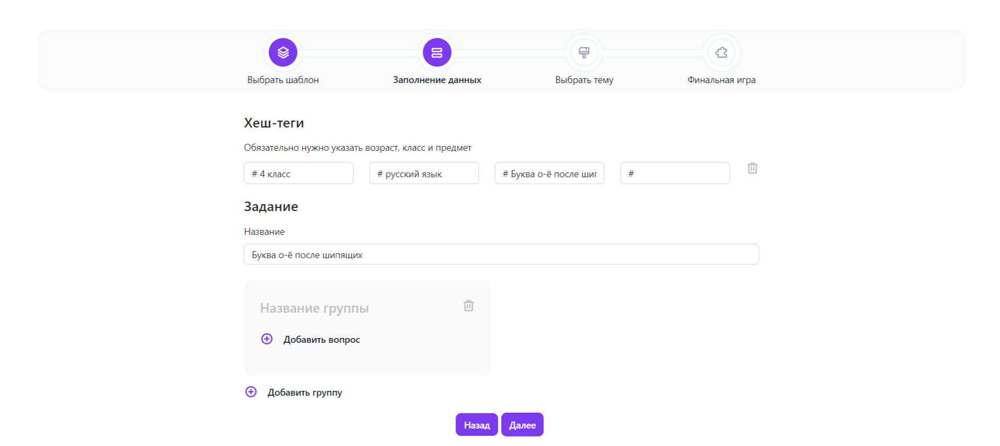 Выбрать шаблон
Заполнение данных
Выбрать тему
Финальная игра
Хеш-теги
Обязательно нужно указать возраст, класс и предмет
# 4 класс
# русский язык
# Буква о-ё после шип
#
Задание
Название
Буква о-ё после шипящих
Название группы
Добавить вопрос
Добавить группу
Назад
Далее